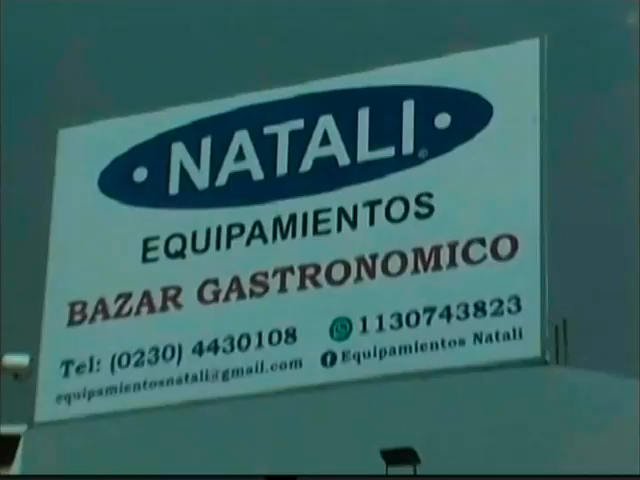 • NATALI •
EQUIPAMIENTOS
BAZAR GASTRONOMICO
Tel: (0230) 4430108 1130743823
equipamientosnatali@gmail.com Equipamientos Natali